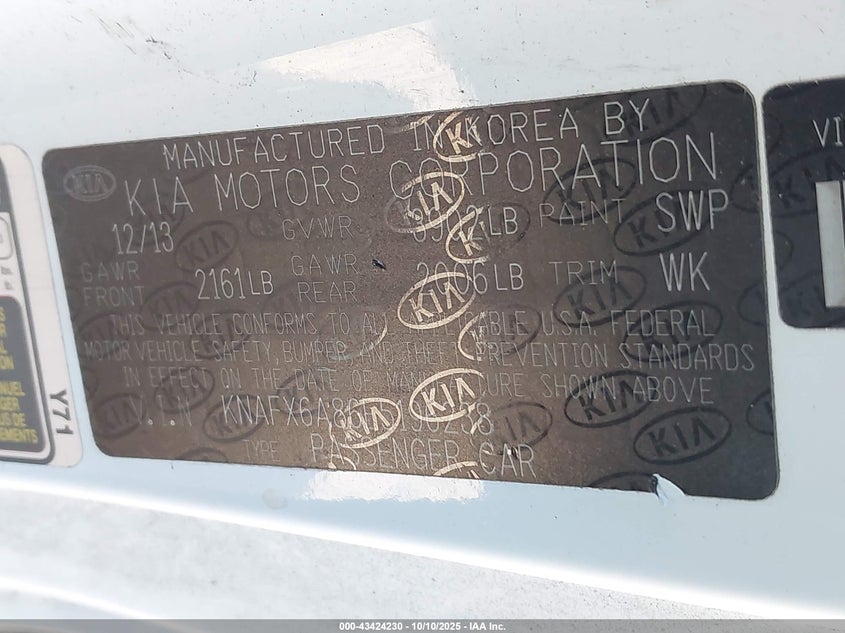 MANUFACTURED IN KOREA BY
KIA MOTORS CORPORATION
12/13 GVWR LB PAINT SWP
GAWR FRONT 2161LB GAWR REAR LB TRIM WK
THIS VEHICLE CONFORMS TO ALL APPLICABLE U.S.A FEDERAL
MOTOR VEHICLE SAFETY, BUMPER, AND THEFT PREVENTION STANDARDS
IN EFFECT ON THE DATE OF MANUFACTURE SHOWN ABOVE
V.I.N
TYPE PASSENGER CAR
KIA
Y71
VI
000-43424230 - 10/10/2025 - IAA Inc.